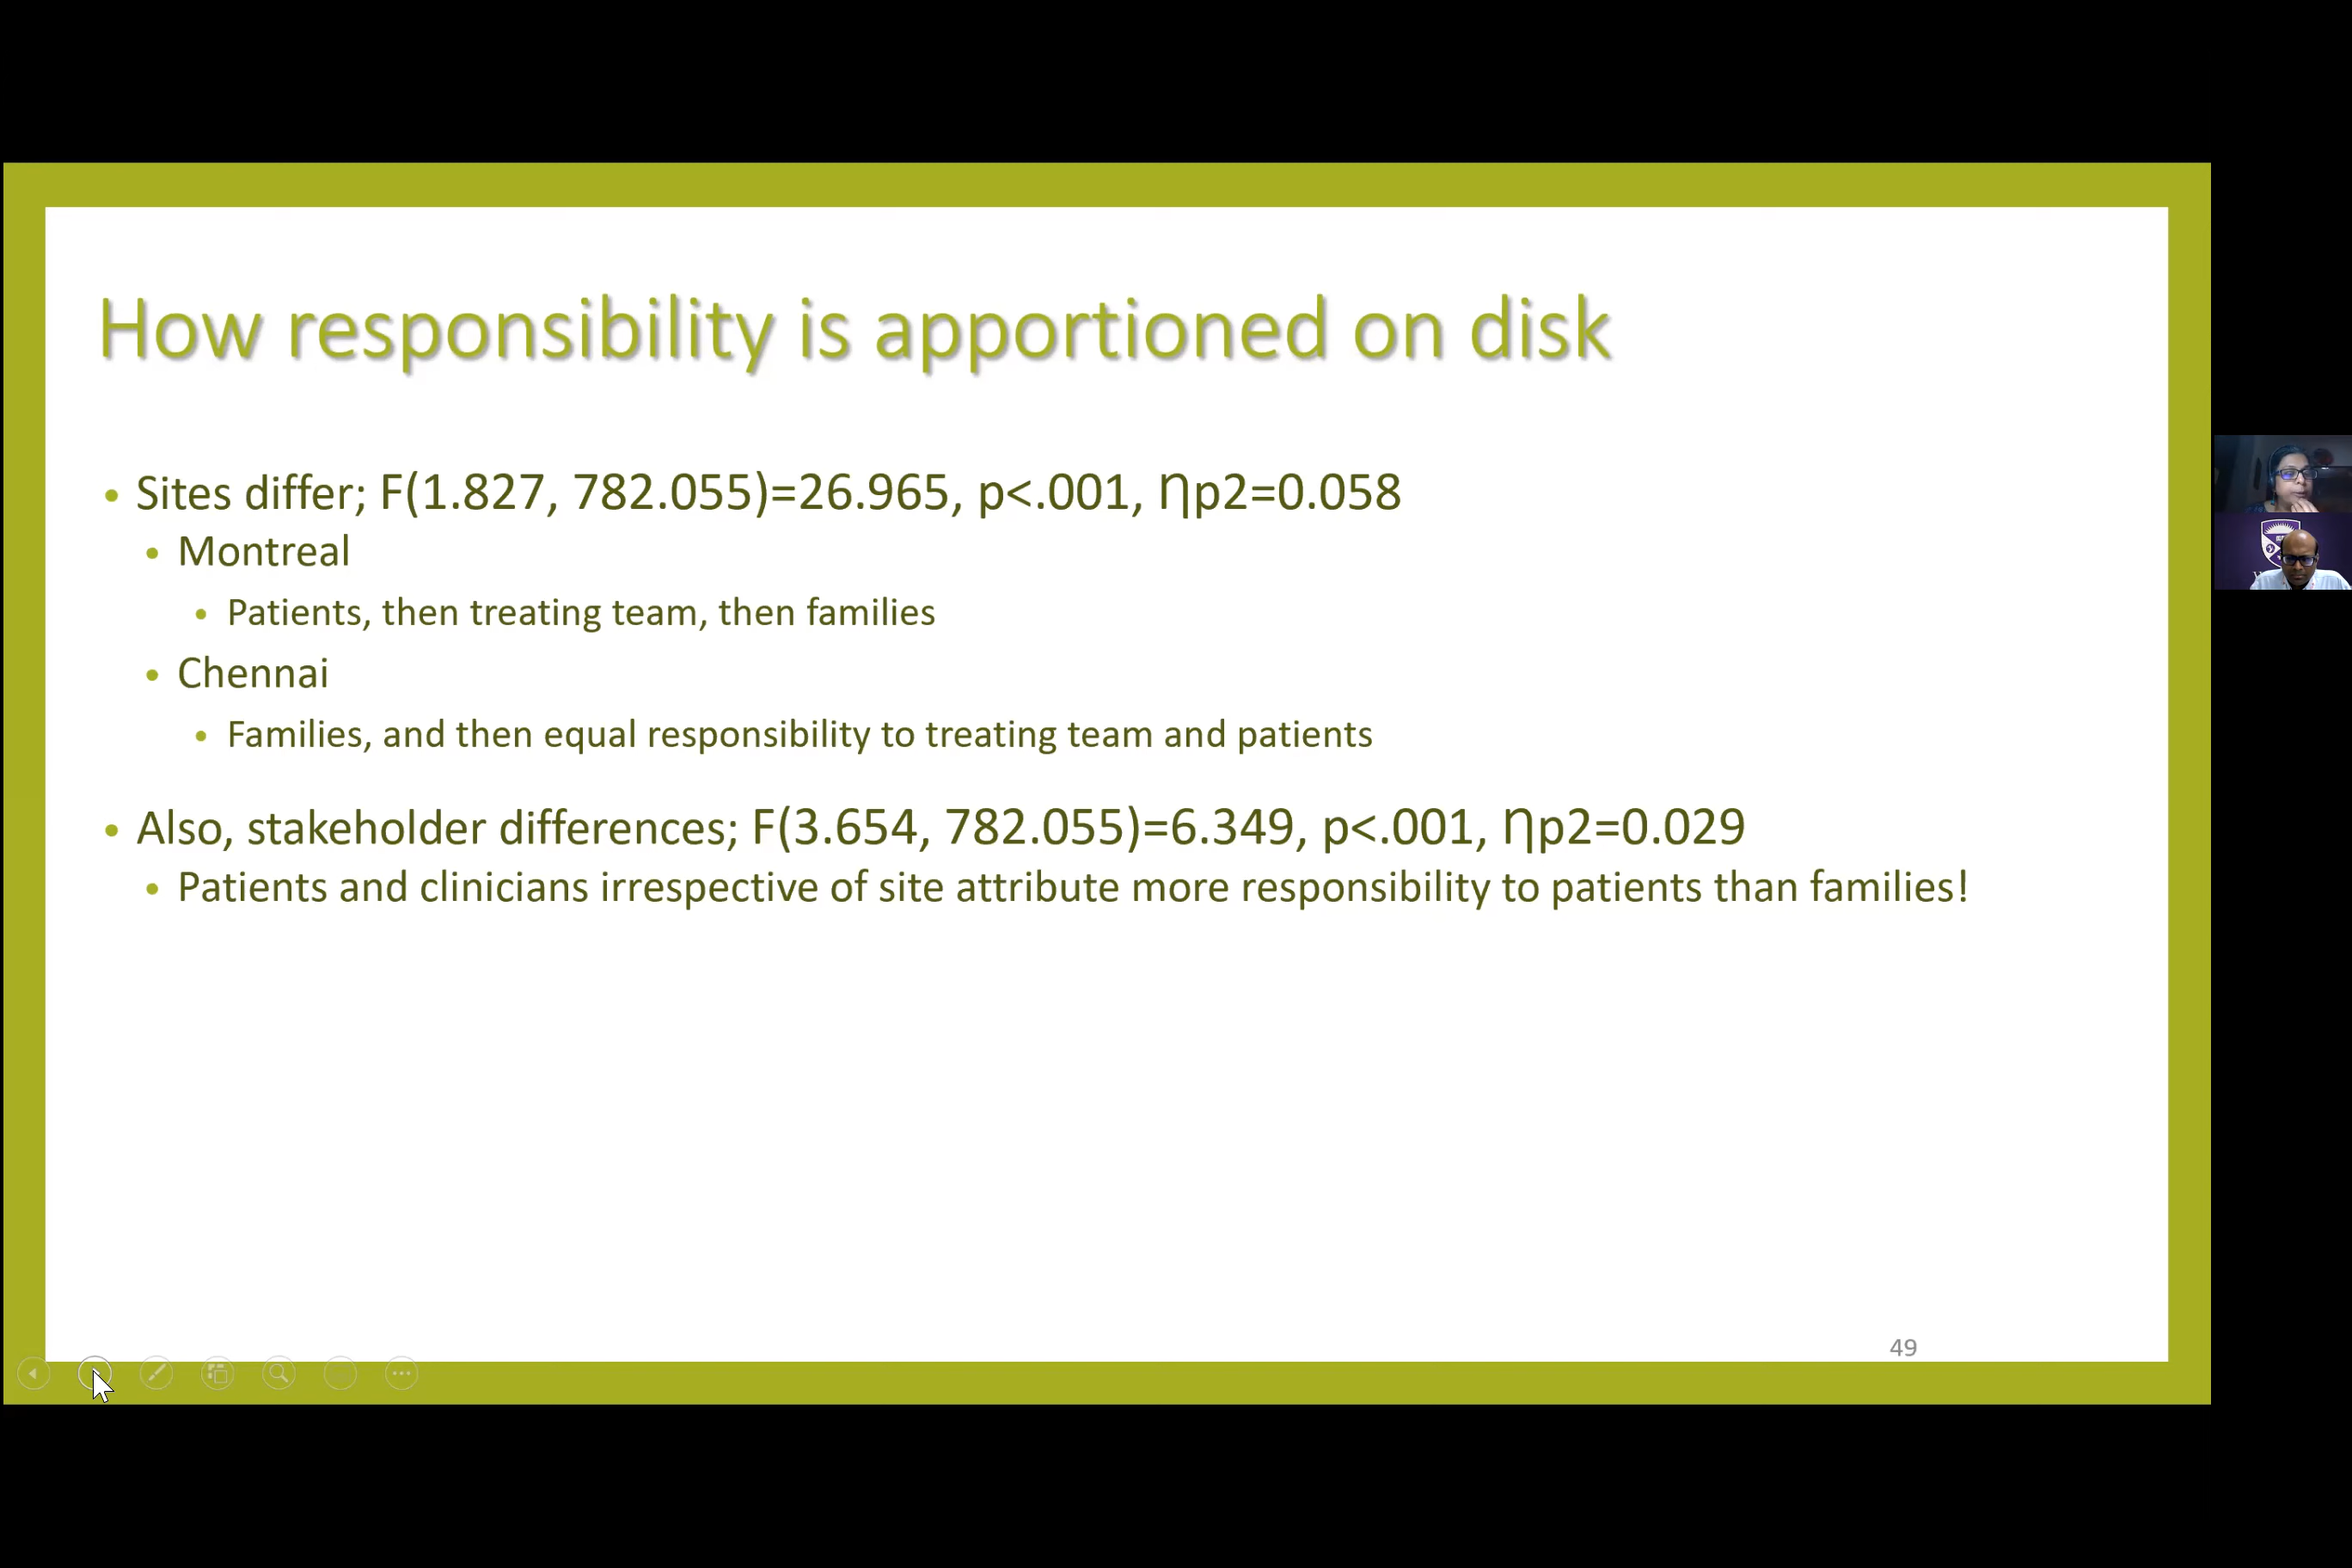 How responsibility is apportioned on disk
• Sites differ; F(1.827, 782.055)=26.965, p<.001, Ƞp2=0.058
• Montreal
• Patients, then treating team, then families
• Chennai
• Families, and then equal responsibility to treating team and patients
• Also, stakeholder differences; F(3.654, 782.055)=6.349, p<.001, Ƞp2=0.029
• Patients and clinicians irrespective of site attribute more responsibility to patients than families!
49